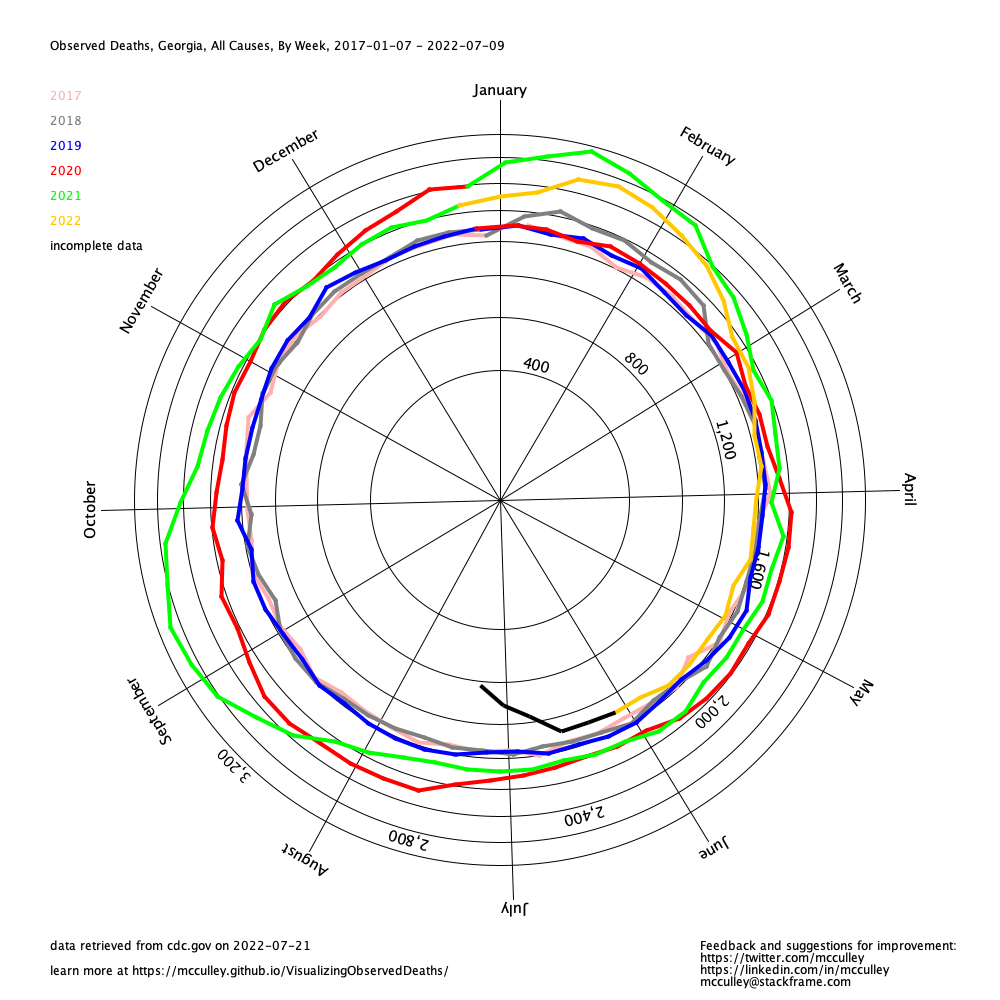 Observed Deaths, Georgia, All Causes, By Week, 2017-01-07 - 2022-07-09
January
2017
2018
2019
2020
2021
2022
incomplete data
December
February
November
March
400
800
1,200
October
April
1,600
September
May
2,000
3,200
2,400
2,800
August
June
July
data retrieved from cdc.gov on 2022-07-21
learn more at https://mcculley.github.io/VisualizingObservedDeaths/
Feedback and suggestions for improvement:
https://twitter.com/mcculley
https://linkedin.com/in/mcculley
mcculley@stackframe.com